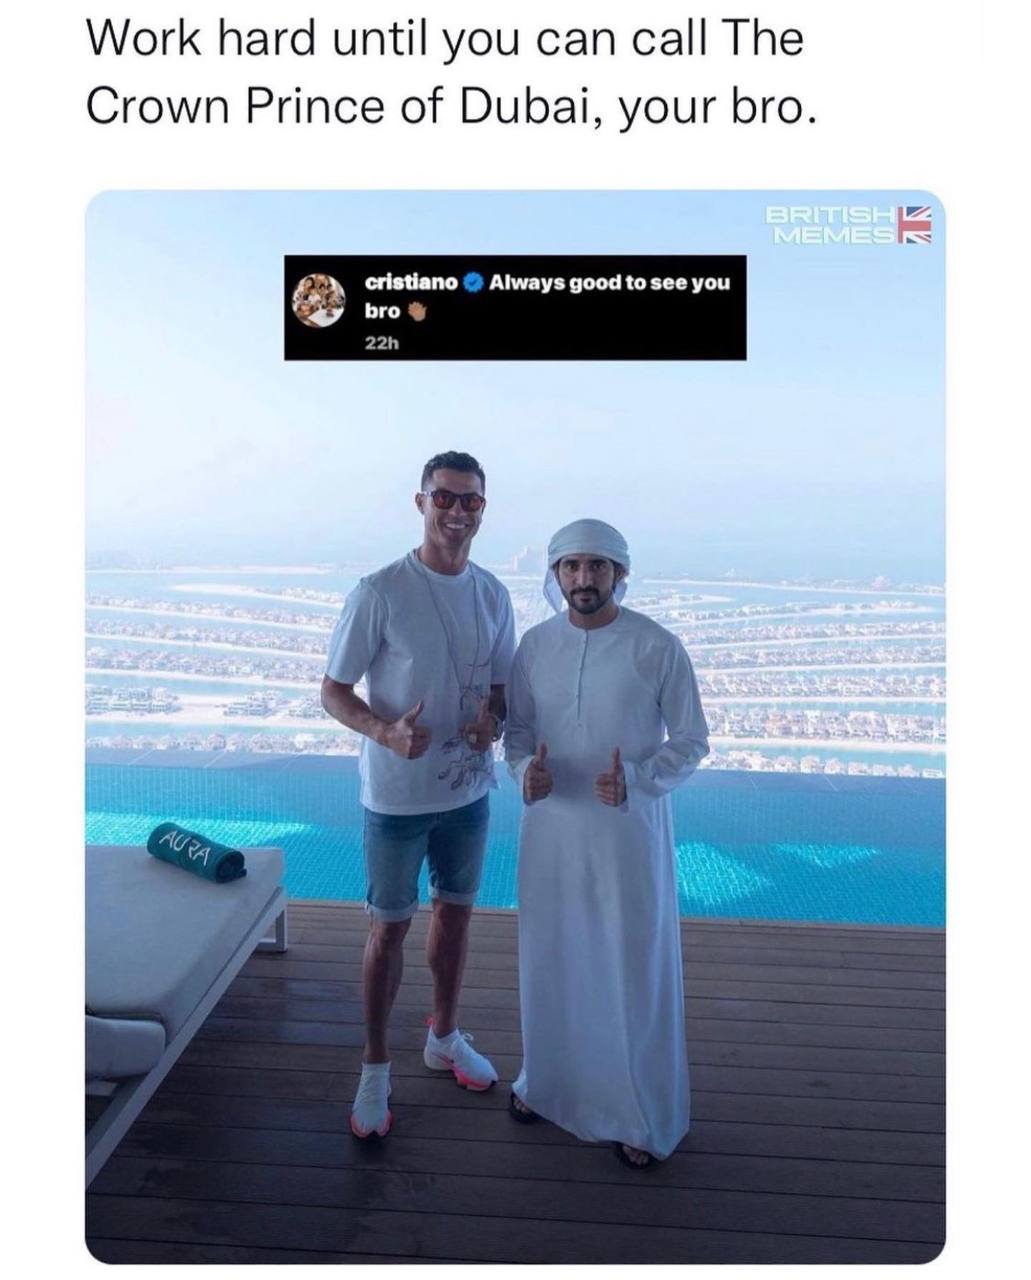 Work hard until you can call The
Crown Prince of Dubai, your bro.
BRITISH
MEMES
cristiano Always good to see you
bro 👋🏽
22h
AURA